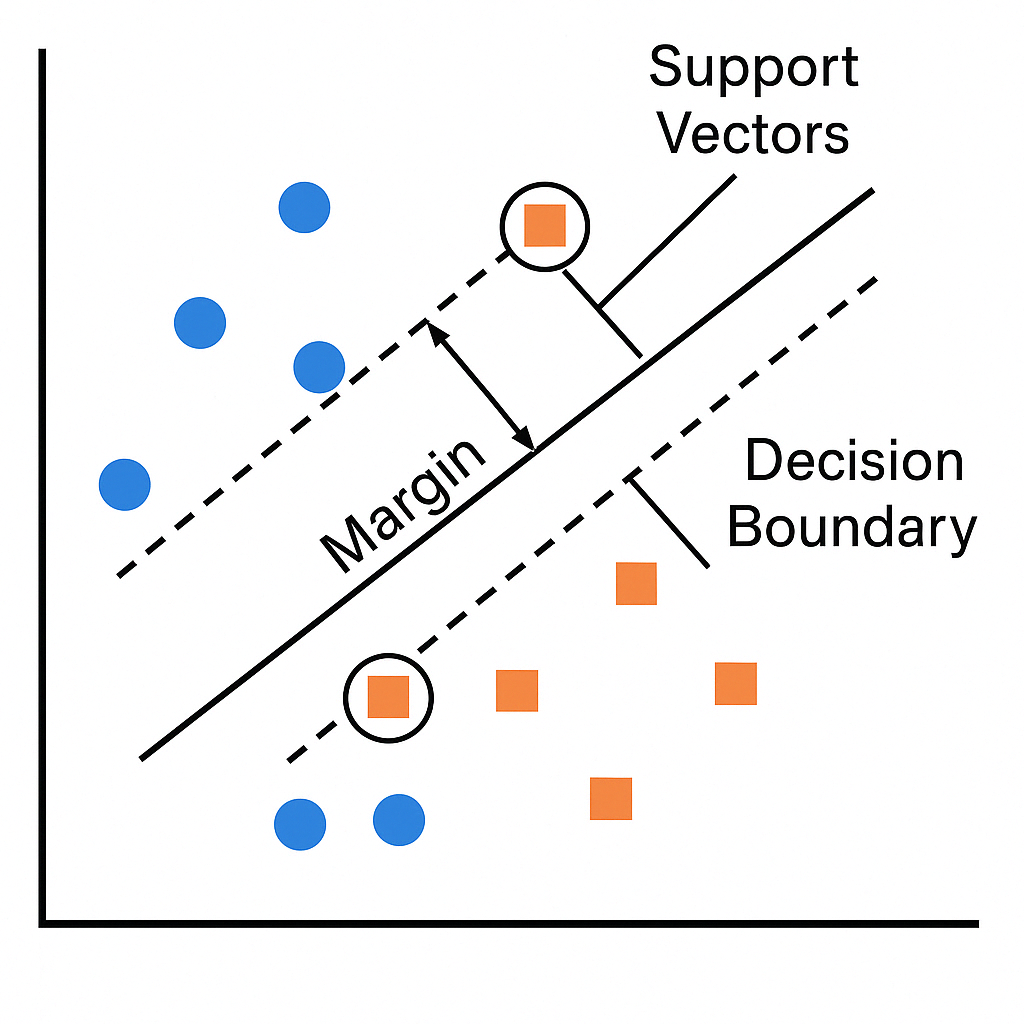 Support
Vectors
Margin
Decision
Boundary